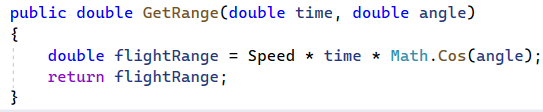 public double GetRange(double time, double angle)
{
    double flightRange = Speed * time * Math.Cos(angle);
    return flightRange;
}